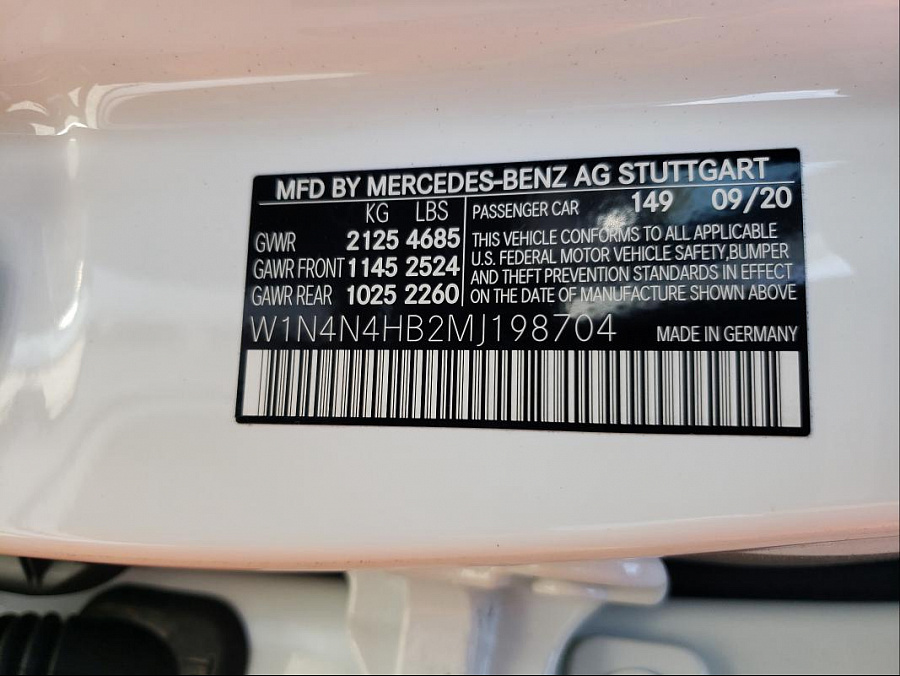 MFD BY MERCEDES-BENZ AG STUTTGART
KG LBS
GVWR 2125 4685
GAWR FRONT 1145 2524
GAWR REAR 1025 2260
PASSENGER CAR 149 09/20
THIS VEHICLE CONFORMS TO ALL APPLICABLE
U.S. FEDERAL MOTOR VEHICLE SAFETY,BUMPER
AND THEFT PREVENTION STANDARDS IN EFFECT
ON THE DATE OF MANUFACTURE SHOWN ABOVE
W1N4N4HB2MJ198704 MADE IN GERMANY